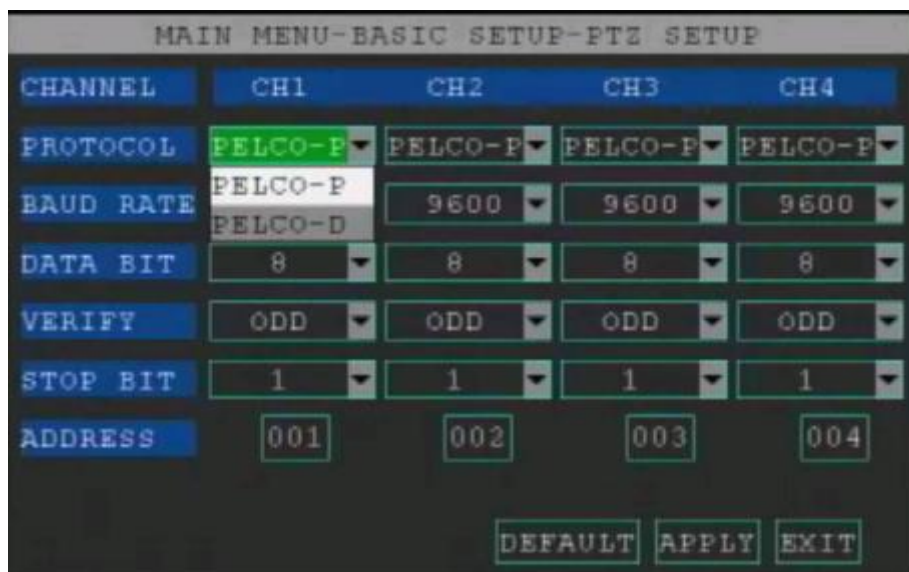 MAIN MENU-BASIC SETUP-PTZ SETUP
CHANNEL CH1 CH2 CH3 CH4
PROTOCOL PELCO-P PELCO-P PELCO-P PELCO-P
PELCO-P
BAUD RATE 9600 9600 9600
PELCO-D
DATA BIT 8 8 8 8
VERIFY ODD ODD ODD ODD
STOP BIT 1 1 1 1
ADDRESS 001 002 003 004
DEFAULT APPLY EXIT